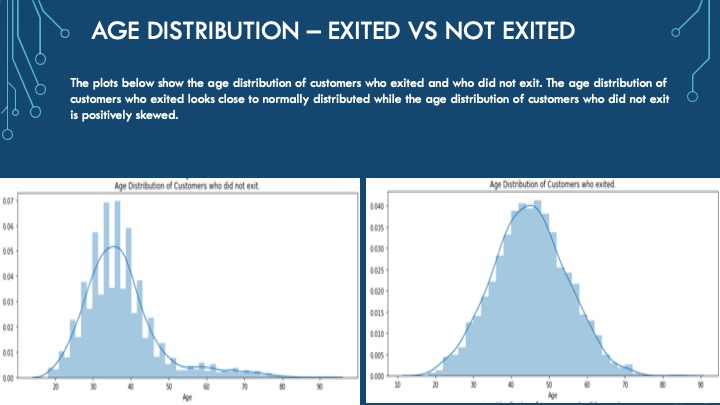 AGE DISTRIBUTION – EXITED VS NOT EXITED
The plots below show the age distribution of customers who exited and who did not exit. The age distribution of
customers who exited looks close to normally distributed while the age distribution of customers who did not exit
is positively skewed.
Age Distribution of Customers who did not exit.
0.07
0.06
0.05
0.04
0.03
0.02
0.01
0.00
20 30 40 50 60 70 80 90
Age
Age Distribution of Customers who exited.
0.040
0.035
0.030
0.025
0.020
0.015
0.010
0.005
0.000
10 20 30 40 50 60 70 80 90
Age